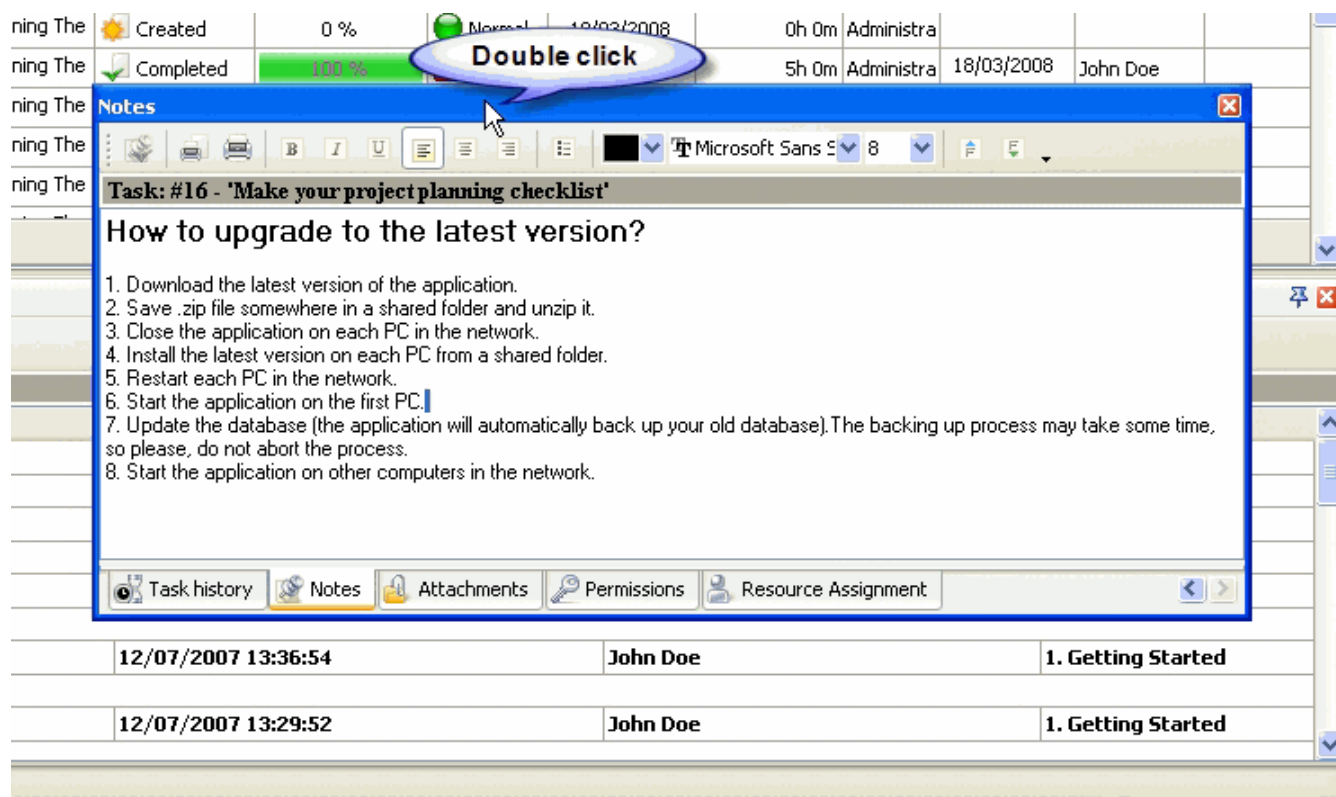 ning The Created 0 % Normal 18/03/2008 0h 0m Administra
Double click
ning The Completed 100 % 5h 0m Administra 18/03/2008 John Doe
ning The
Notes
ning The
B I U Microsoft Sans S 8
ning The
Task: #16 - 'Make your project planning checklist'
How to upgrade to the latest version?
1. Download the latest version of the application.
2. Save .zip file somewhere in a shared folder and unzip it.
3. Close the application on each PC in the network.
4. Install the latest version on each PC from a shared folder.
5. Restart each PC in the network.
6. Start the application on the first PC.
7. Update the database (the application will automatically back up your old database).The backing up process may take some time,
so please, do not abort the process.
8. Start the application on other computers in the network.
Task history Notes Attachments Permissions Resource Assignment
12/07/2007 13:36:54 John Doe 1. Getting Started
12/07/2007 13:29:52 John Doe 1. Getting Started